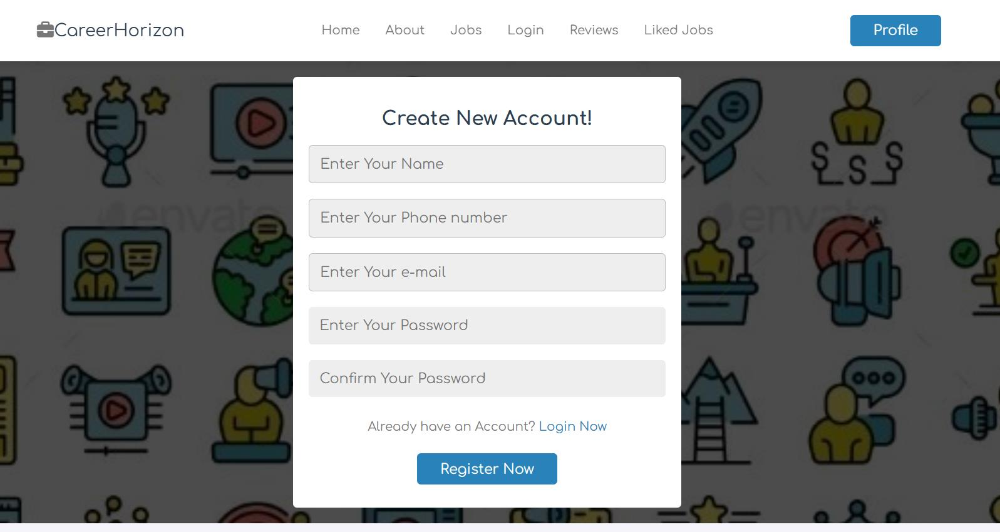 CareerHorizon
Home About Jobs Login Reviews Liked Jobs
Profile
Create New Account!
Enter Your Name
Enter Your Phone number
Enter Your e-mail
Enter Your Password
Confirm Your Password
Already have an Account? Login Now
Register Now
envato
envato